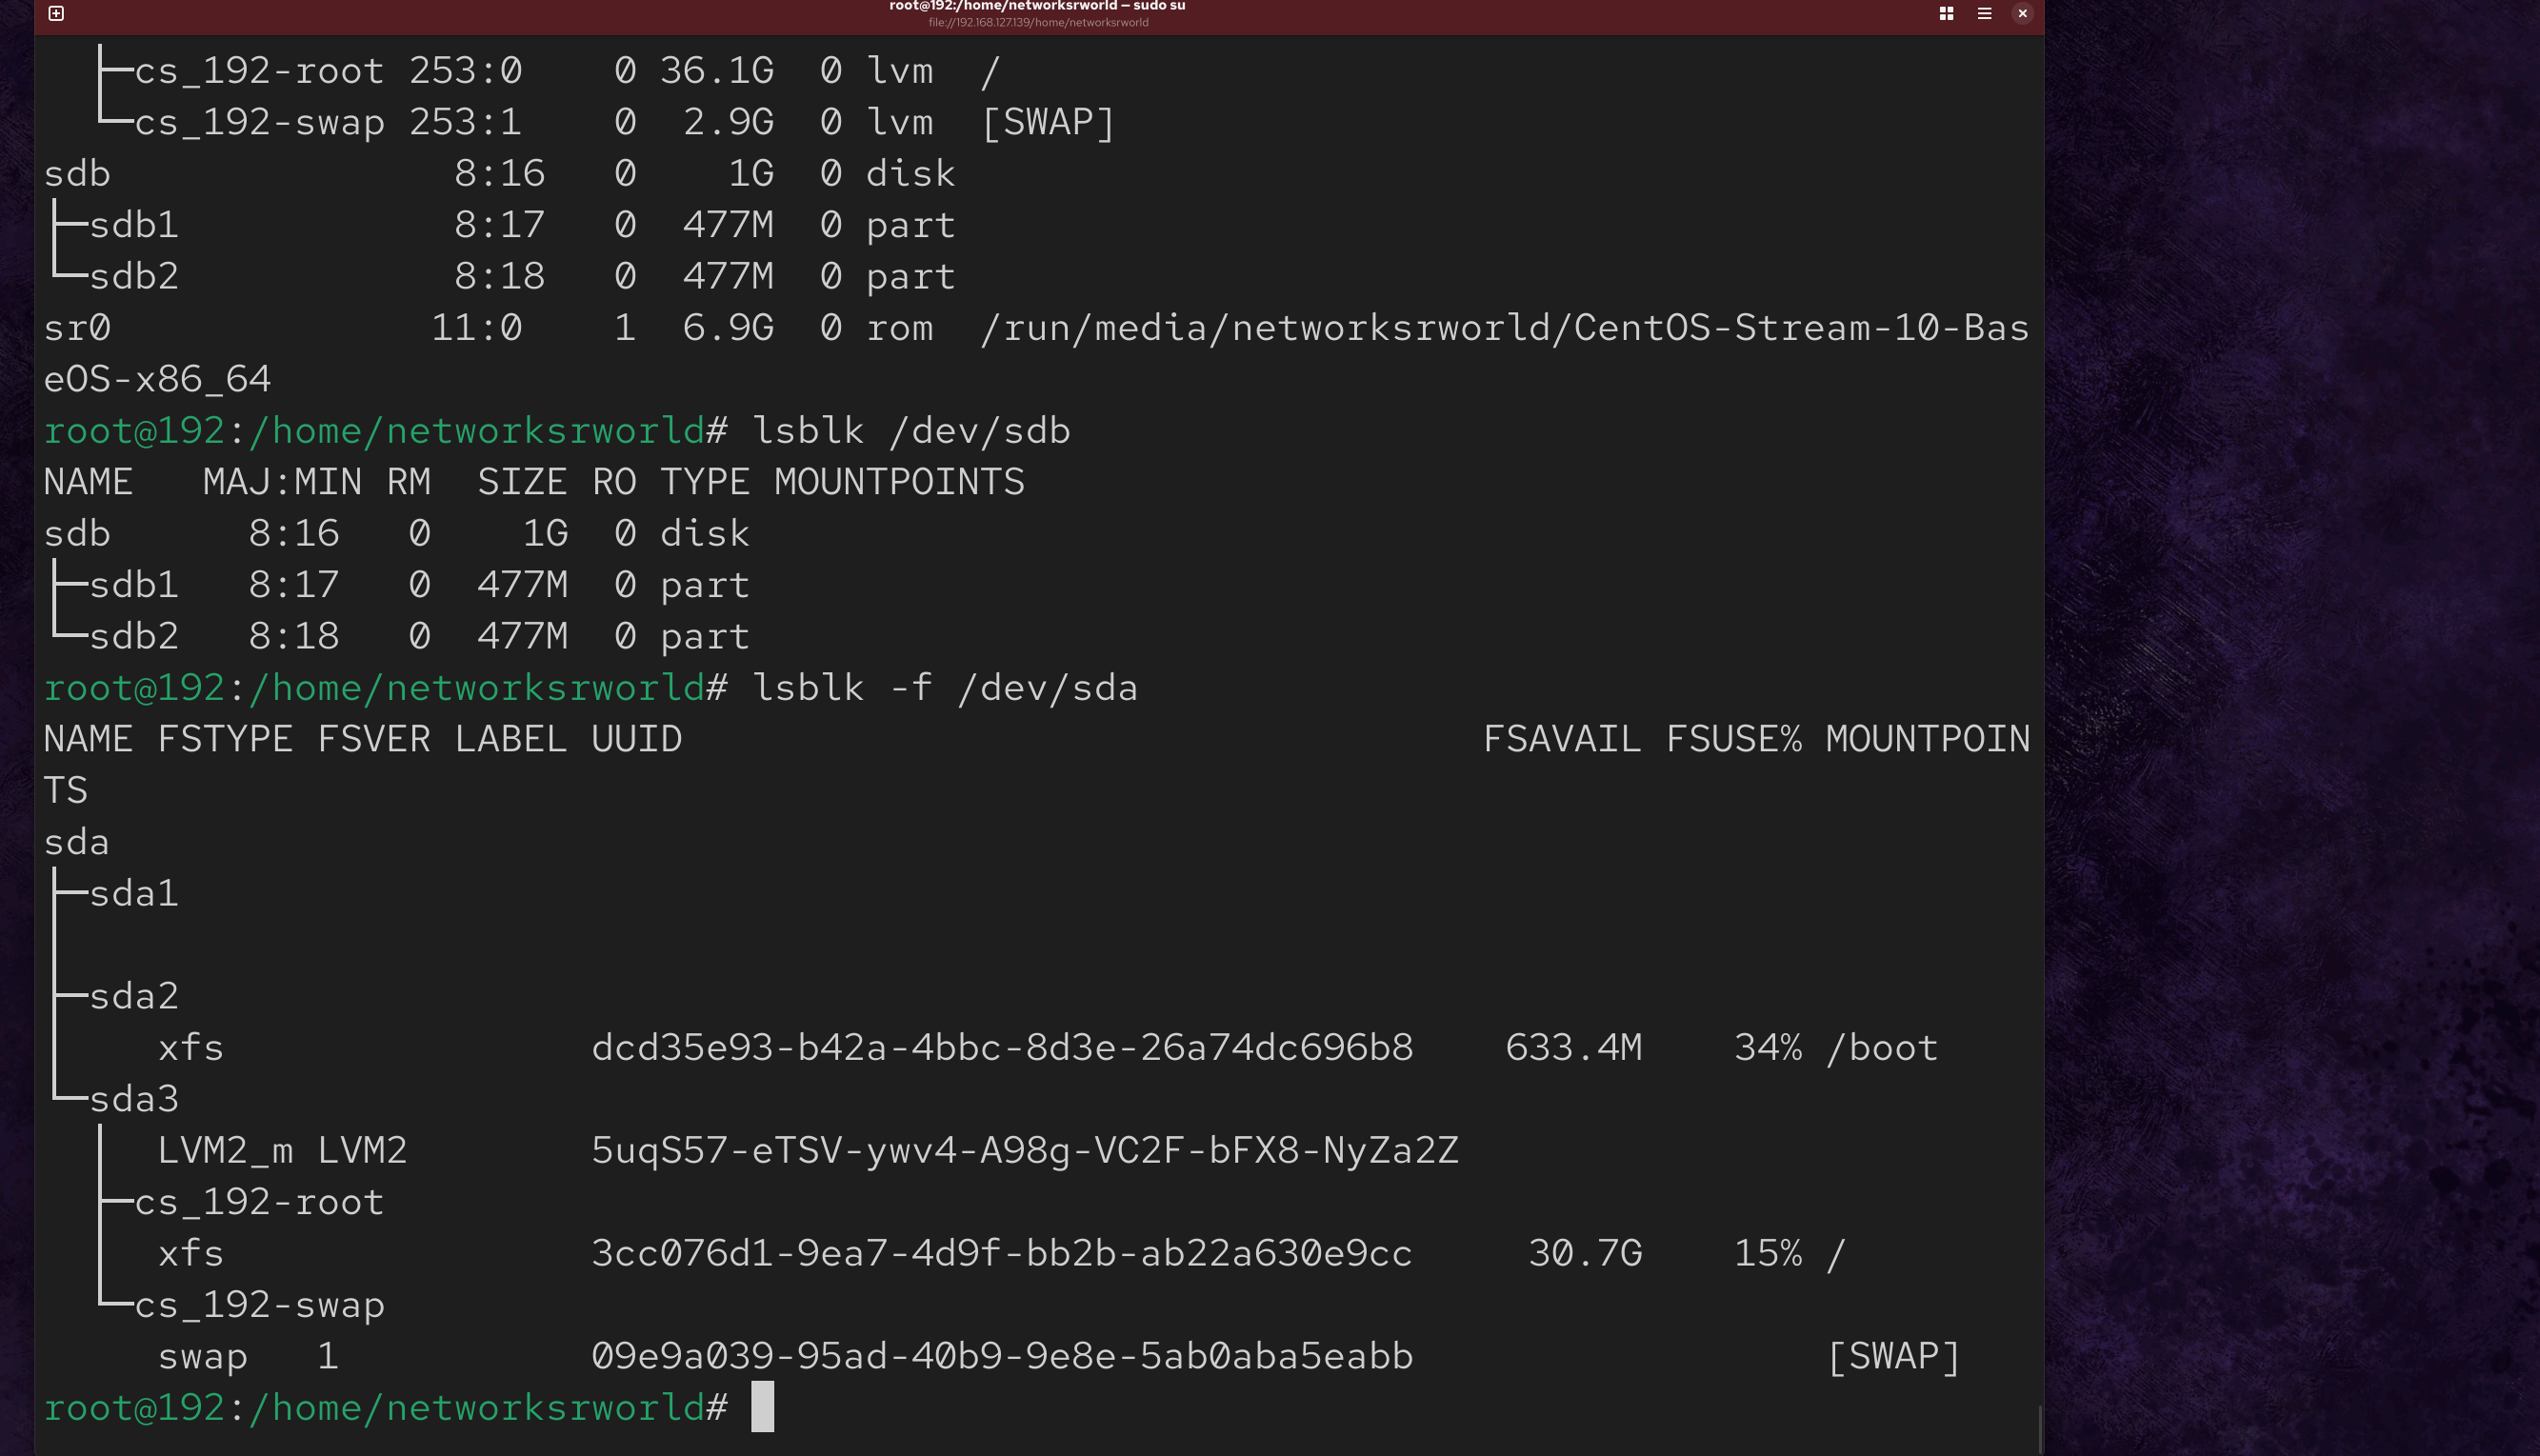 root@192:/home/networksrworld — sudo su
file://192.168.127.139/home/networksrworld
├─cs_192-root 253:0    0 36.1G  0 lvm  /
└─cs_192-swap 253:1    0  2.9G  0 lvm  [SWAP]
sdb               8:16   0    1G  0 disk
├─sdb1            8:17   0  477M  0 part
└─sdb2            8:18   0  477M  0 part
sr0              11:0    1  6.9G  0 rom  /run/media/networksrworld/CentOS-Stream-10-Bas
eOS-x86_64
root@192:/home/networksrworld# lsblk /dev/sdb
NAME   MAJ:MIN RM  SIZE RO TYPE MOUNTPOINTS
sdb      8:16   0    1G  0 disk
├─sdb1   8:17   0  477M  0 part
└─sdb2   8:18   0  477M  0 part
root@192:/home/networksrworld# lsblk -f /dev/sda
NAME FSTYPE FSVER LABEL UUID                                   FSAVAIL FSUSE% MOUNTPOIN
TS
sda
├─sda1
├─sda2
│    xfs                dcd35e93-b42a-4bbc-8d3e-26a74dc696b8    633.4M    34% /boot
└─sda3
     LVM2_m LVM2        5uqS57-eTSV-ywv4-A98g-VC2F-bFX8-NyZa2Z
  ├─cs_192-root
  │  xfs                3cc076d1-9ea7-4d9f-bb2b-ab22a630e9cc     30.7G    15% /
  └─cs_192-swap
     swap   1           09e9a039-95ad-40b9-9e8e-5ab0aba5eabb                  [SWAP]
root@192:/home/networksrworld#